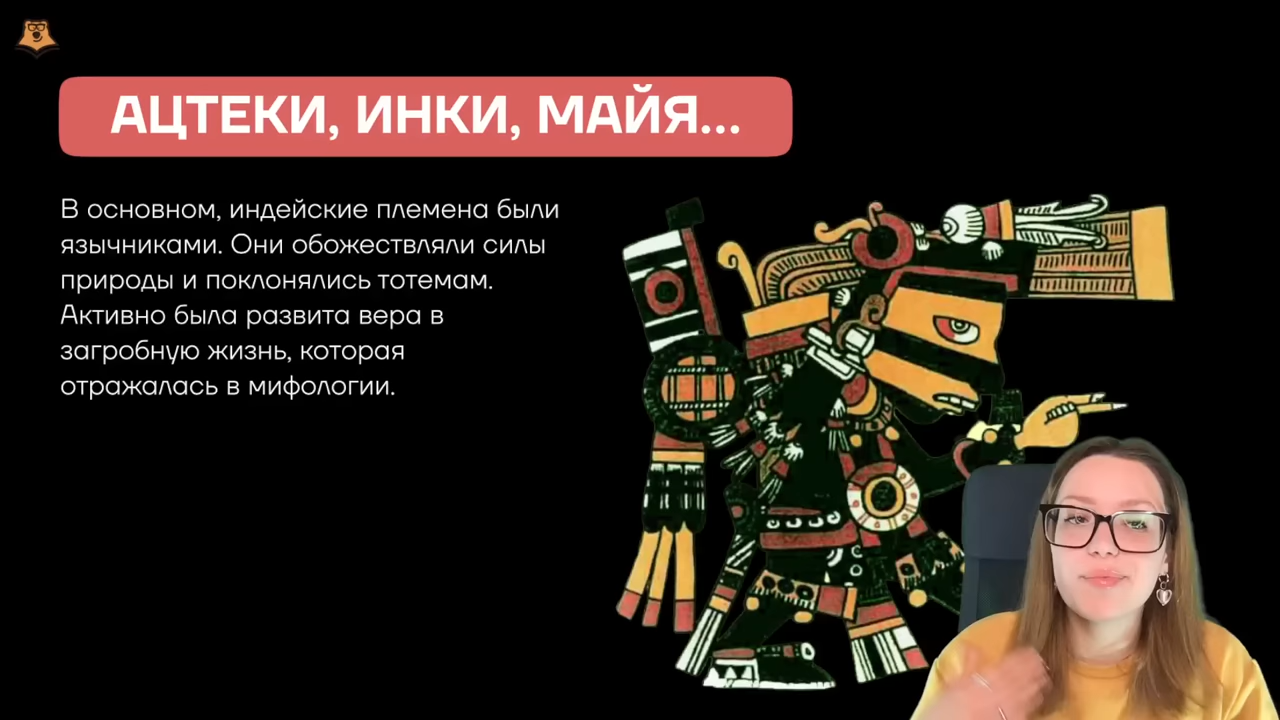 АЦТЕКИ, ИНКИ, МАЙЯ...
В основном, индейские племена были
язычниками. Они обожествляли силы
природы и поклонялись тотемам.
Активно была развита вера в
загробную жизнь, которая
отражалась в мифологии.